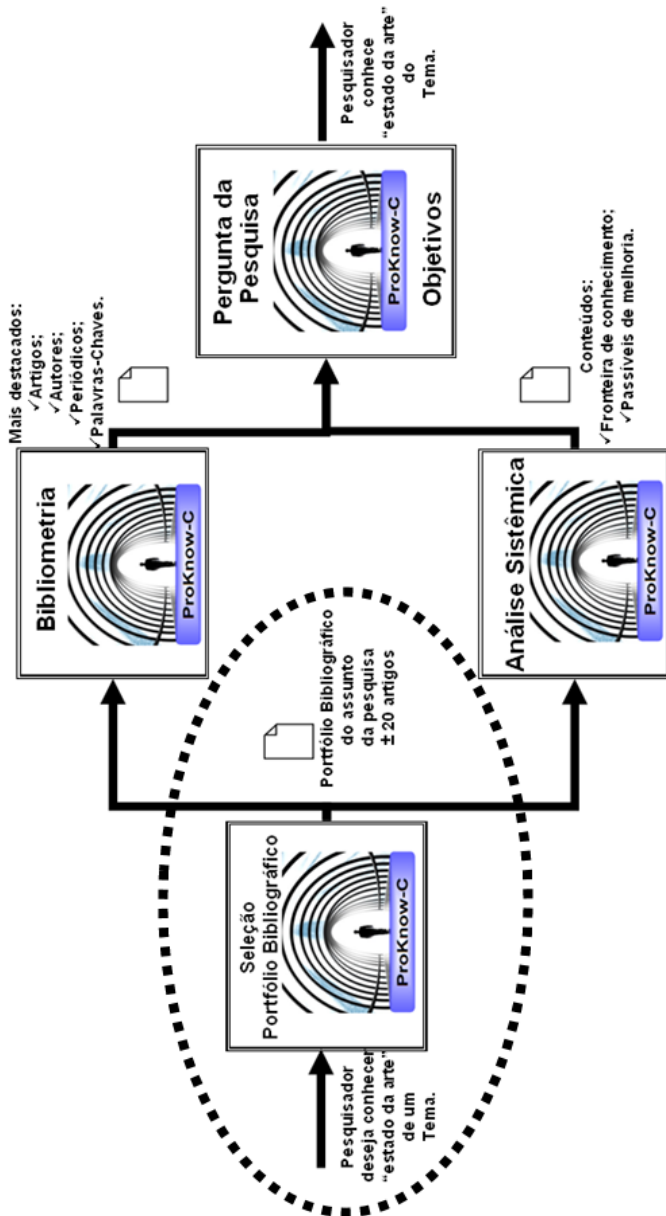 Pesquisador
deseja conhecer
“estado da arte”
de um
Tema.
Seleção
Portfólio Bibliográfico
ProKnow-C
Portfólio Bibliográfico
do assunto
da pesquisa
± 20 artigos
Bibliometria
ProKnow-C
Mais destacados:
✓Artigos;
✓Autores;
✓Periódicos;
✓Palavras-Chaves.
Análise Sistêmica
ProKnow-C
Conteúdos:
✓Fronteira de conhecimento;
✓Passíveis de melhoria.
Pergunta da
Pesquisa
ProKnow-C
Objetivos
Pesquisador
conhece
“estado da arte”
do
Tema.